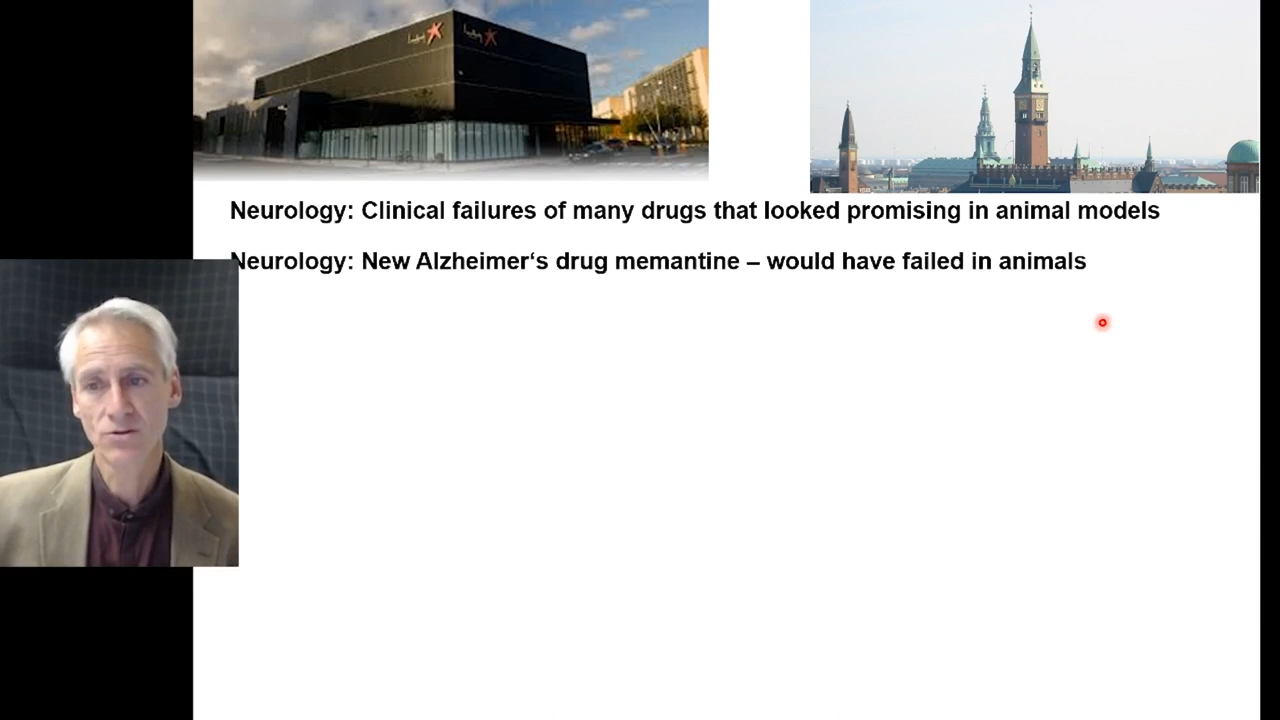 Neurology: Clinical failures of many drugs that looked promising in animal models
Neurology: New Alzheimer‘s drug memantine – would have failed in animals